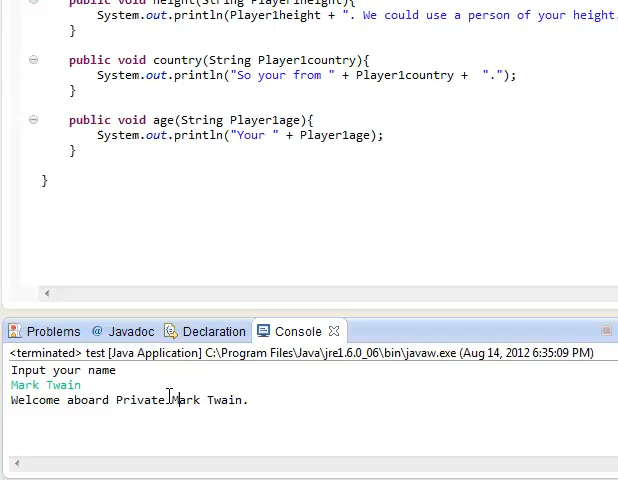 public void height(String Player1height){
System.out.println(Player1height + ". We could use a person of your height.
}
public void country(String Player1country){
System.out.println("So your from " + Player1country +  ".");
}
public void age(String Player1age){
System.out.println("Your " + Player1age);
}
}
Problems @ Javadoc Declaration Console
<terminated> test [Java Application] C:\Program Files\Java\jre1.6.0_06\bin\javaw.exe (Aug 14, 2012 6:35:09 PM)
Input your name
Mark Twain
Welcome aboard Private.Mark Twain.